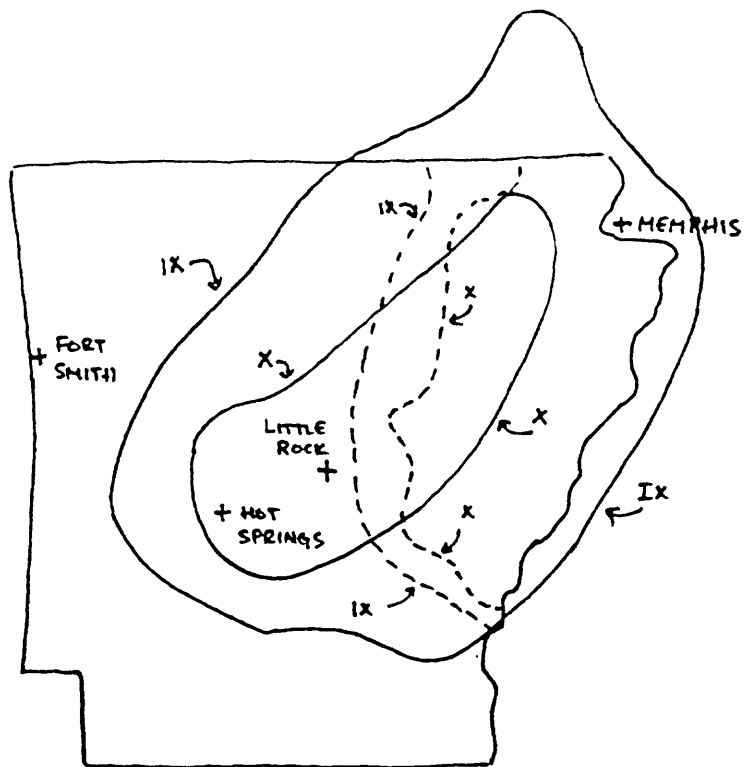 IX
+ MEMPHIS
IX
X
+ FORT
SMITH
X
LITTLE
ROCK
+
X
IX
+ HOT
SPRINGS
X
IX